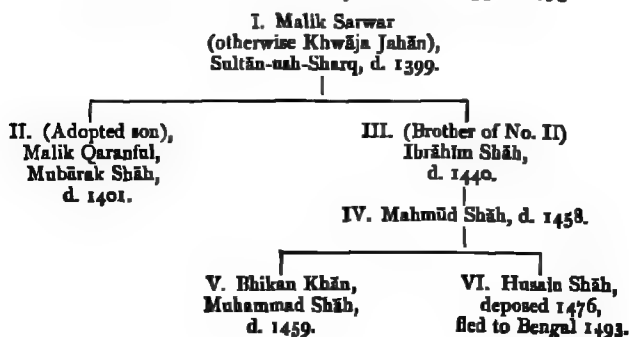 I. Malik Sarwar
(otherwise Khwāja Jahān),
Sultān-ush-Sharq, d. 1399.
II. (Adopted son),
Malik Qaranful,
Mubārak Shāh,
d. 1401.
III. (Brother of No. II)
Ibrāhīm Shāh,
d. 1440.
IV. Mahmūd Shāh, d. 1458.
V. Bhikan Khān,
Muhammad Shāh,
d. 1459.
VI. Husain Shāh,
deposed 1476,
fled to Bengal 1493.